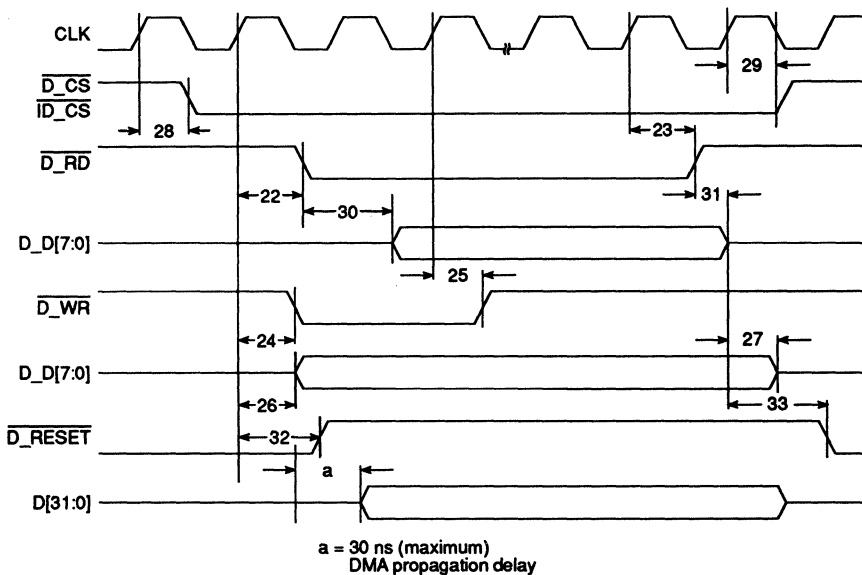 CLK
29
D_CS
ID_CS
28
23
D_RD
22
30
31
D_D[7:0]
25
D_WR
24
27
D_D[7:0]
26
33
D_RESET
32
a
D[31:0]
a = 30 ns (maximum)
DMA propagation delay